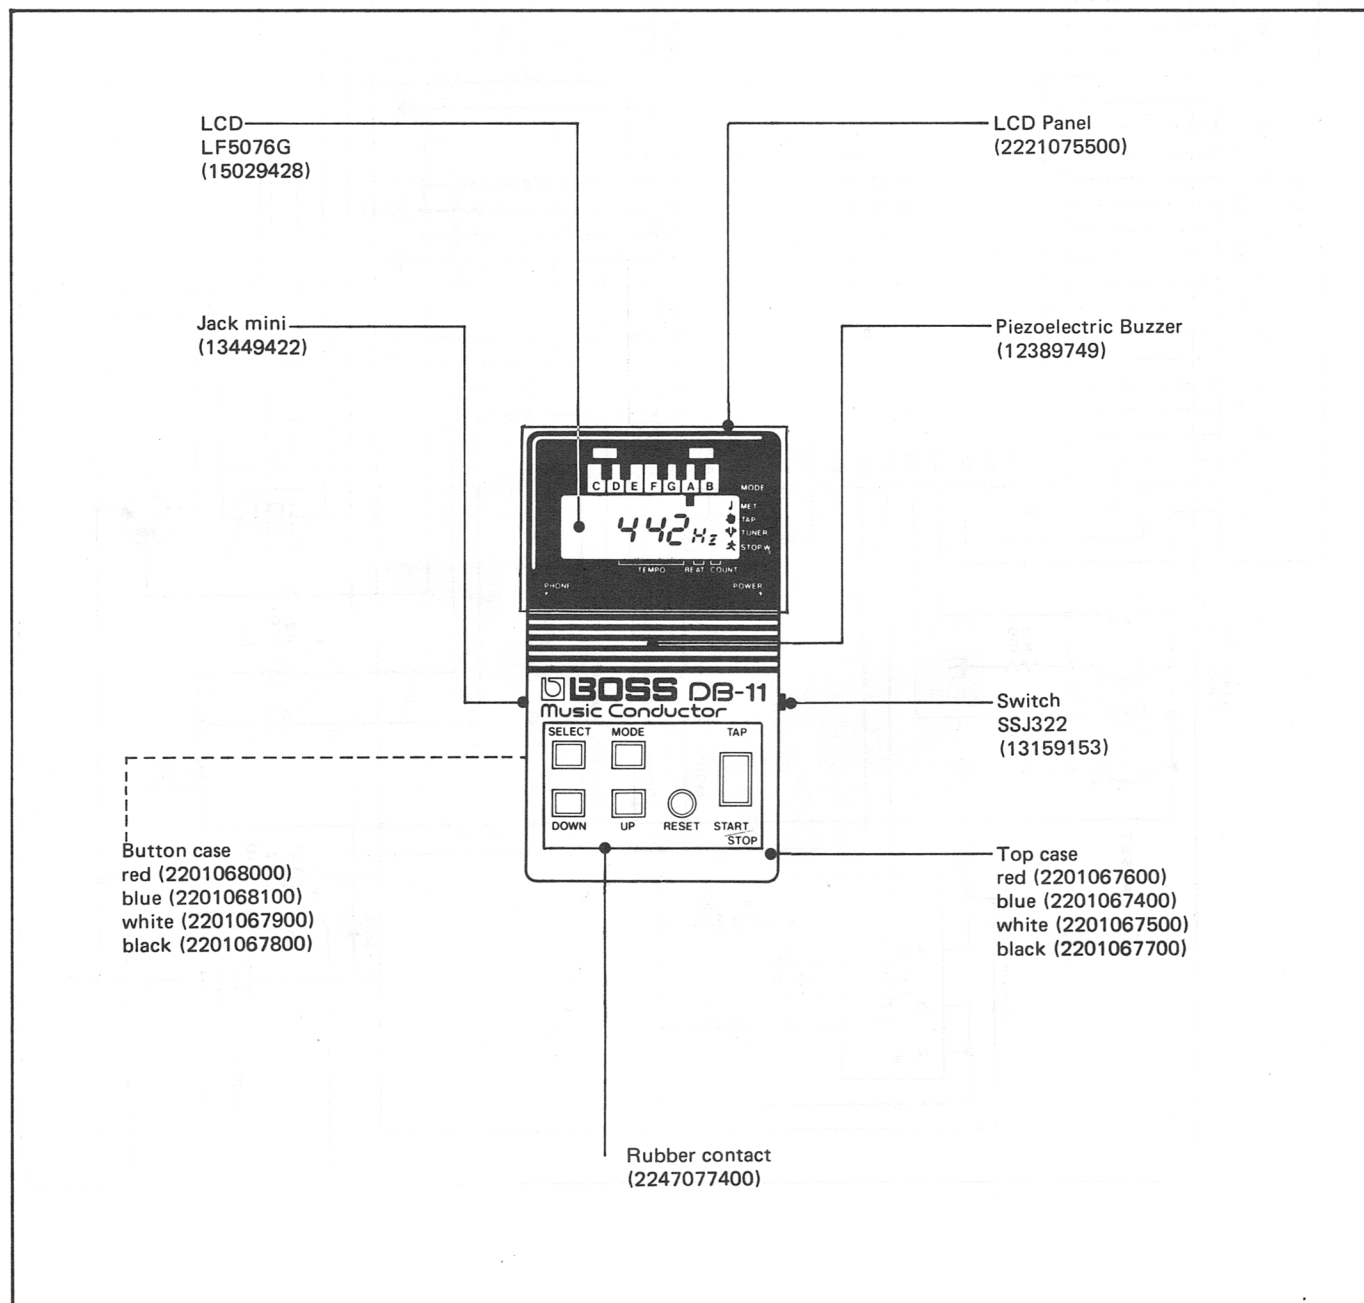 LCD
LF5076G
(15029428)
LCD Panel
(2221075500)
Jack mini
(13449422)
Piezoelectric Buzzer
(12389749)
C D E F G A B
MODE
MET
TAP
TUNER
STOP W
442Hz
TEMPO BEAT COUNT
PHONE
POWER
BOSS DB-11
Music Conductor
SELECT MODE TAP
DOWN UP RESET START
STOP
Switch
SSJ322
(13159153)
Button case
red (2201068000)
blue (2201068100)
white (2201067900)
black (2201067800)
Top case
red (2201067600)
blue (2201067400)
white (2201067500)
black (2201067700)
Rubber contact
(2247077400)